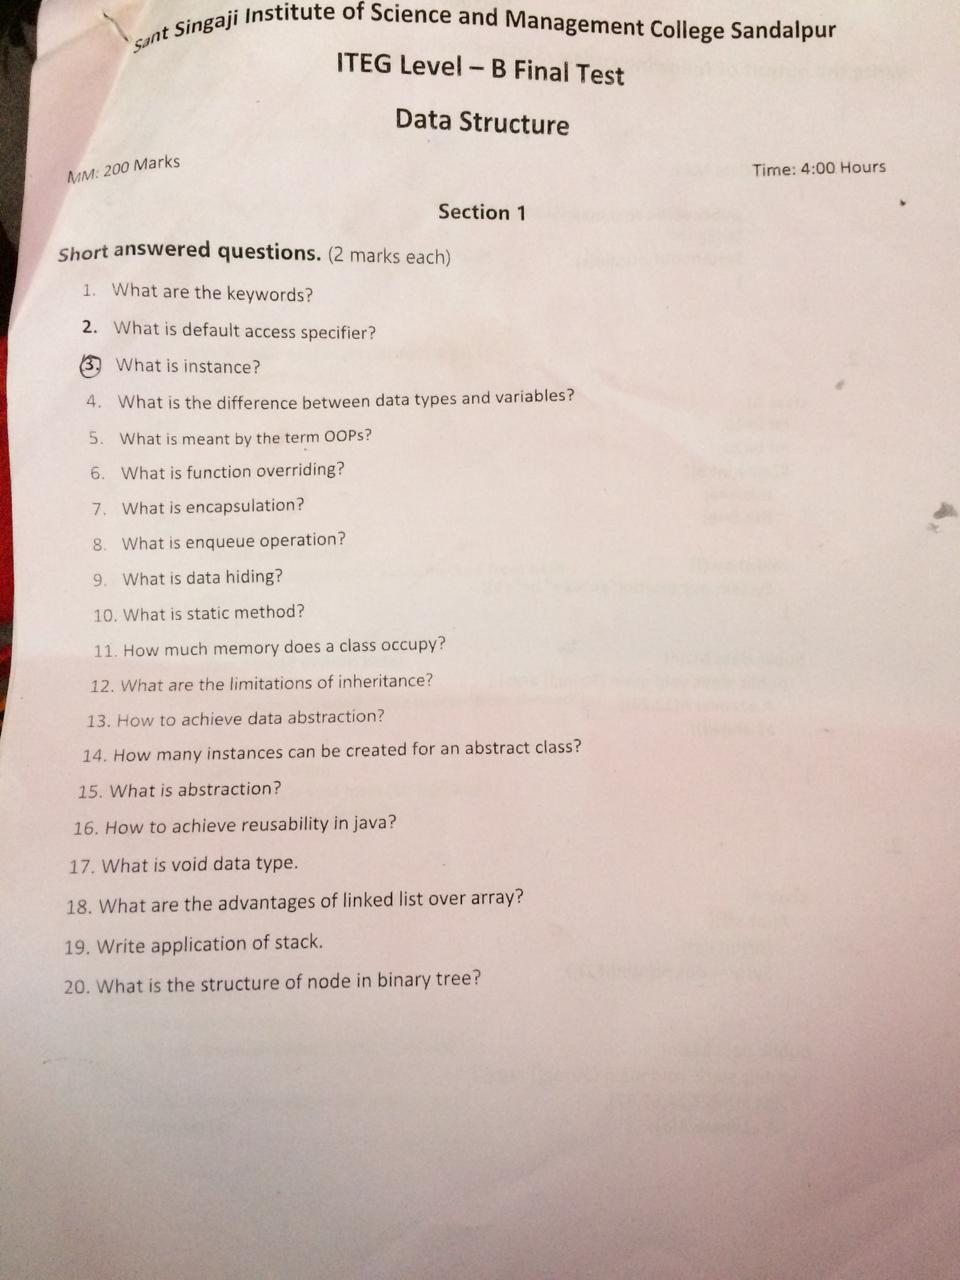 Sant Singaji Institute of Science and Management College Sandalpur
ITEG Level – B Final Test
Data Structure
MM: 200 Marks Time: 4:00 Hours
Section 1
Short answered questions. (2 marks each)
1. What are the keywords?
2. What is default access specifier?
3. What is instance?
4. What is the difference between data types and variables?
5. What is meant by the term OOPs?
6. What is function overriding?
7. What is encapsulation?
8. What is enqueue operation?
9. What is data hiding?
10. What is static method?
11. How much memory does a class occupy?
12. What are the limitations of inheritance?
13. How to achieve data abstraction?
14. How many instances can be created for an abstract class?
15. What is abstraction?
16. How to achieve reusability in java?
17. What is void data type.
18. What are the advantages of linked list over array?
19. Write application of stack.
20. What is the structure of node in binary tree?